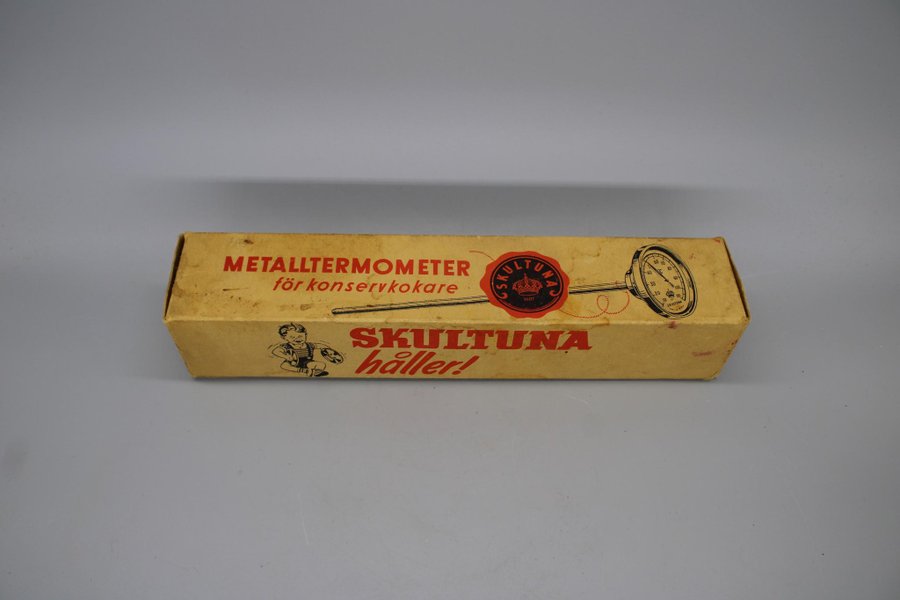 METALLTERMOMETER
för konservkokare
SKULTUNA
SKULTUNA
håller!